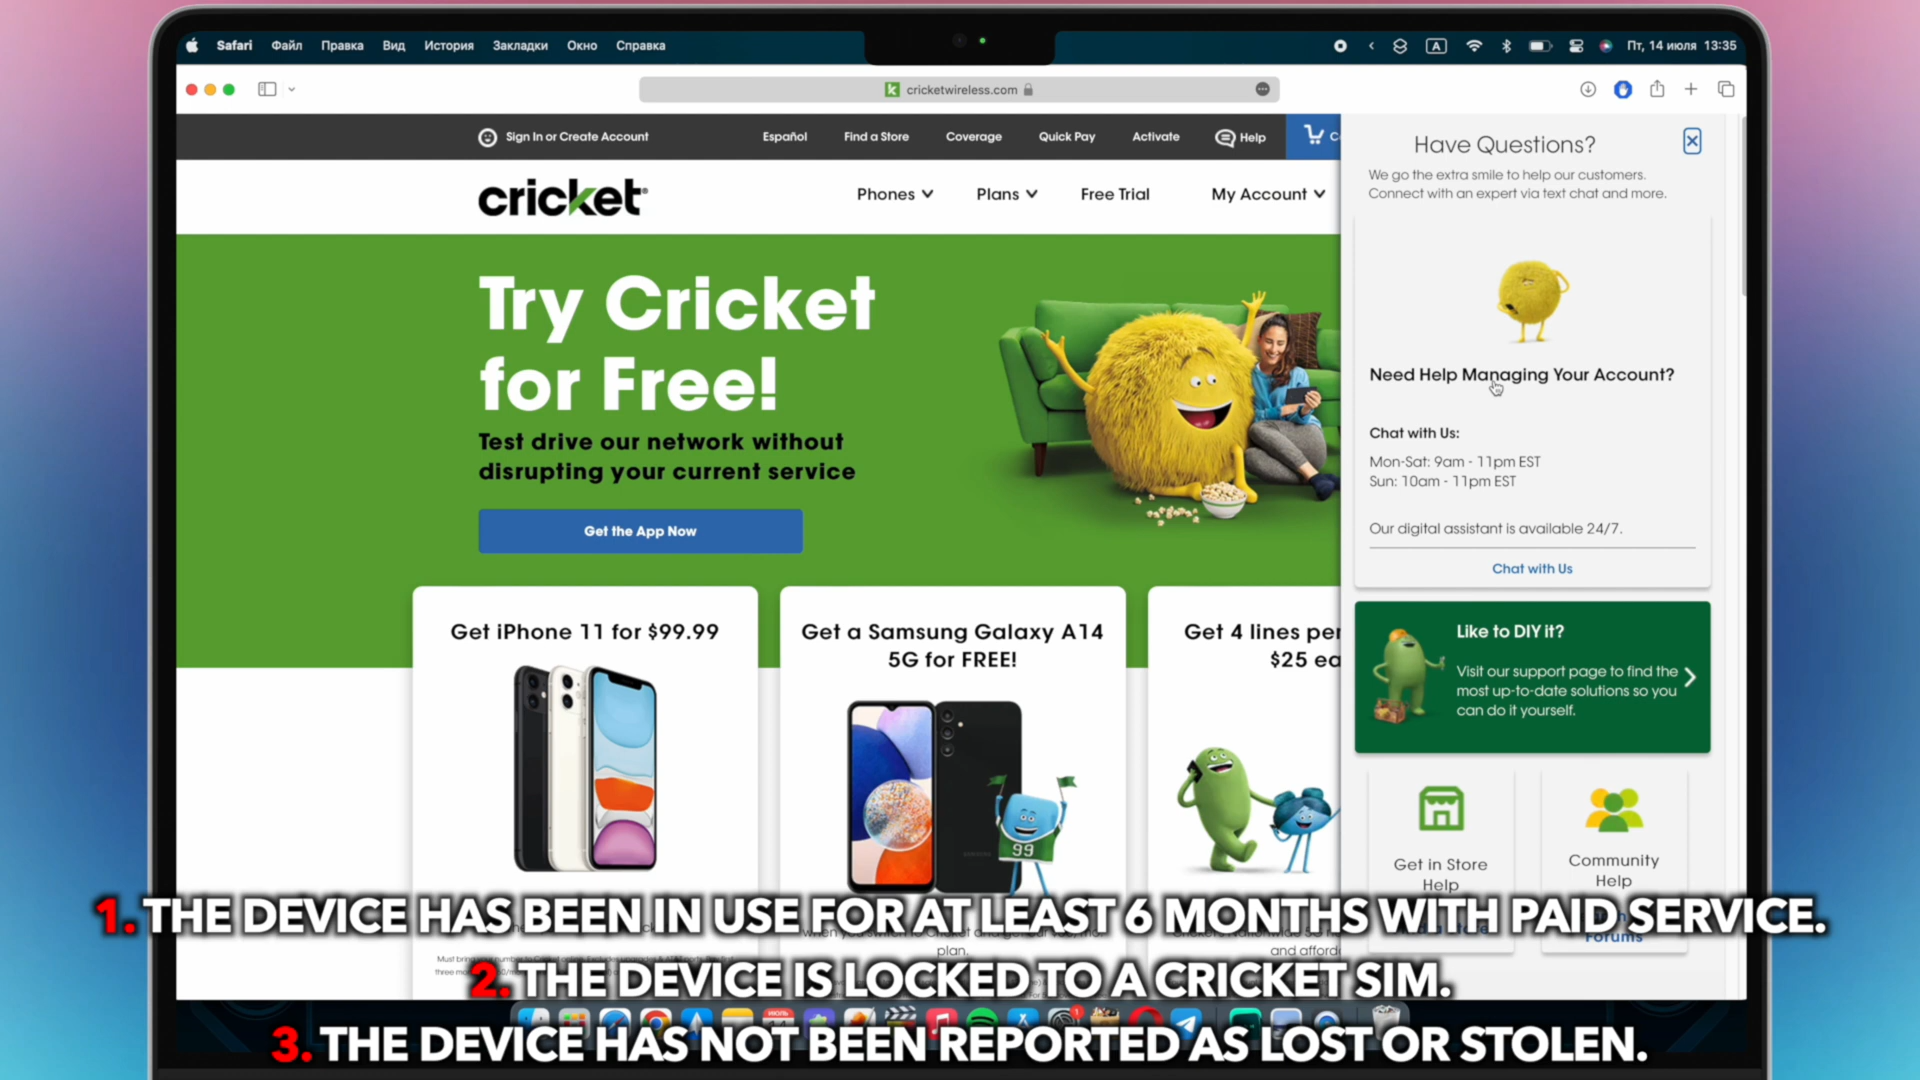 Safari Файл Правка Вид История Закладки Окно Справка
A Пт, 14 июля 13:35
cricketwireless.com
Sign In or Create Account Español Find a Store Coverage Quick Pay Activate Help
cricket
Phones Plans Free Trial My Account
Try Cricket
for Free!
Test drive our network without
disrupting your current service
Get the App Now
Get iPhone 11 for $99.99
Get a Samsung Galaxy A14
5G for FREE!
99
Get 4 lines per
$25 ea
plan.
and afford
Have Questions?
We go the extra smile to help our customers.
Connect with an expert via text chat and more.
Need Help Managing Your Account?
Chat with Us:
Mon-Sat: 9am - 11pm EST
Sun: 10am - 11pm EST
Our digital assistant is available 24/7.
Chat with Us
Like to DIY it?
Visit our support page to find the
most up-to-date solutions so you
can do it yourself.
Get in Store
Help
Community
Help
Forums
1. THE DEVICE HAS BEEN IN USE FOR AT LEAST 6 MONTHS WITH PAID SERVICE.
2. THE DEVICE IS LOCKED TO A CRICKET SIM.
3. THE DEVICE HAS NOT BEEN REPORTED AS LOST OR STOLEN.